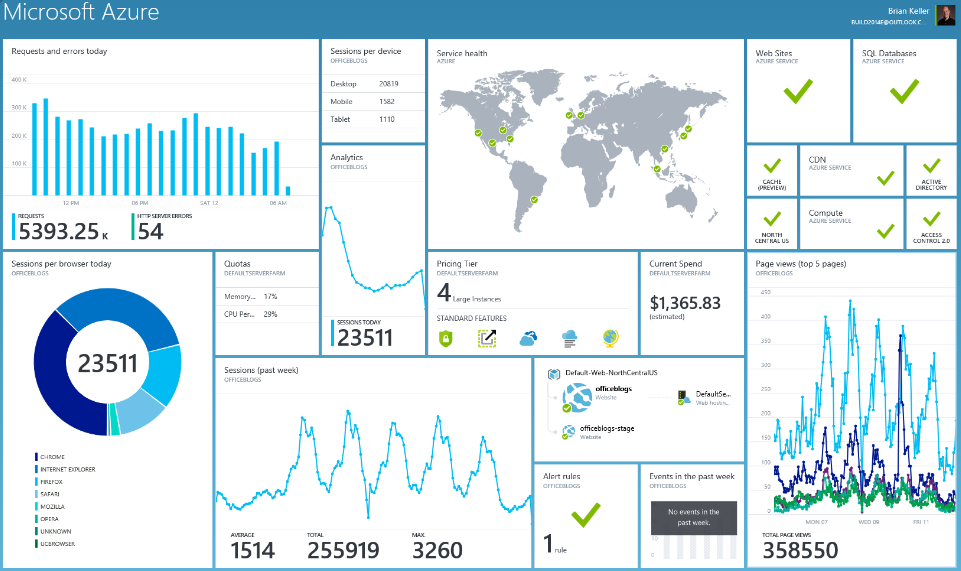 Microsoft Azure
Brian Keller
BUILD2014E@OUTLOOK.C...
Requests and errors today
400 K
300 K
200 K
100 K
12 PM
06 PM
SAT 12
06 AM
REQUESTS
5393.25 K
HTTP SERVER ERRORS
54
Sessions per device
OFFICEBLOGS
Desktop 20819
Mobile 1582
Tablet 1110
Analytics
OFFICEBLOGS
SESSIONS TODAY
23511
Service health
AZURE
Web Sites
AZURE SERVICE
SQL Databases
AZURE SERVICE
CACHE
(PREVIEW)
CDN
AZURE SERVICE
ACTIVE
DIRECTORY
NORTH
CENTRAL US
Compute
AZURE SERVICE
ACCESS
CONTROL 2.0
Sessions per browser today
OFFICEBLOGS
23511
CHROME
INTERNET EXPLORER
FIREFOX
SAFARI
MOZILLA
OPERA
UNKNOWN
UCBROWSER
Quotas
DEFAULTSERVERFARM
Memory... 17%
CPU Per... 29%
Pricing Tier
DEFAULTSERVERFARM
4 Large Instances
STANDARD FEATURES
Current Spend
DEFAULTSERVERFARM
$1,365.83
(estimated)
Page views (top 5 pages)
OFFICEBLOGS
450
400
350
300
250
200
150
100
50
0
MON 07
WED 09
FRI 11
TOTAL PAGE VIEWS
358550
Sessions (past week)
OFFICEBLOGS
AVERAGE
1514
TOTAL
255919
MAX.
3260
Default-Web-NorthCentralUS
officeblogs
Website
DefaultSe...
Web hostin...
officeblogs-stage
Website
Alert rules
OFFICEBLOGS
1 rule
Events in the past week
OFFICEBLOGS
No events in the
past week.
10
0